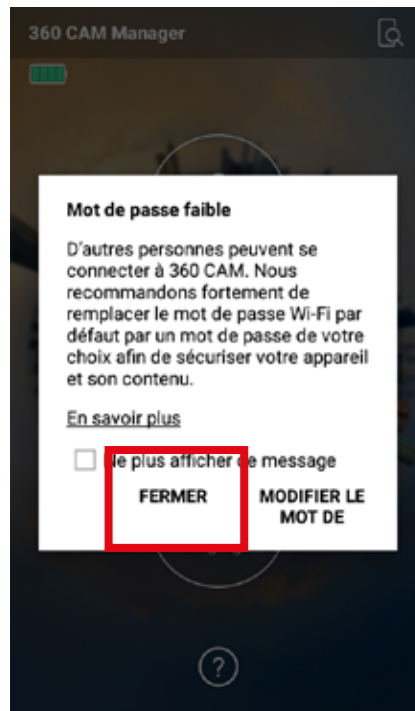 360 CAM Manager
Mot de passe faible
D'autres personnes peuvent se
connecter à 360 CAM. Nous
recommandons fortement de
remplacer le mot de passe Wi-Fi par
défaut par un mot de passe de votre
choix afin de sécuriser votre appareil
et son contenu.
En savoir plus
Ne plus afficher ce message
FERMER
MODIFIER LE
MOT DE
?